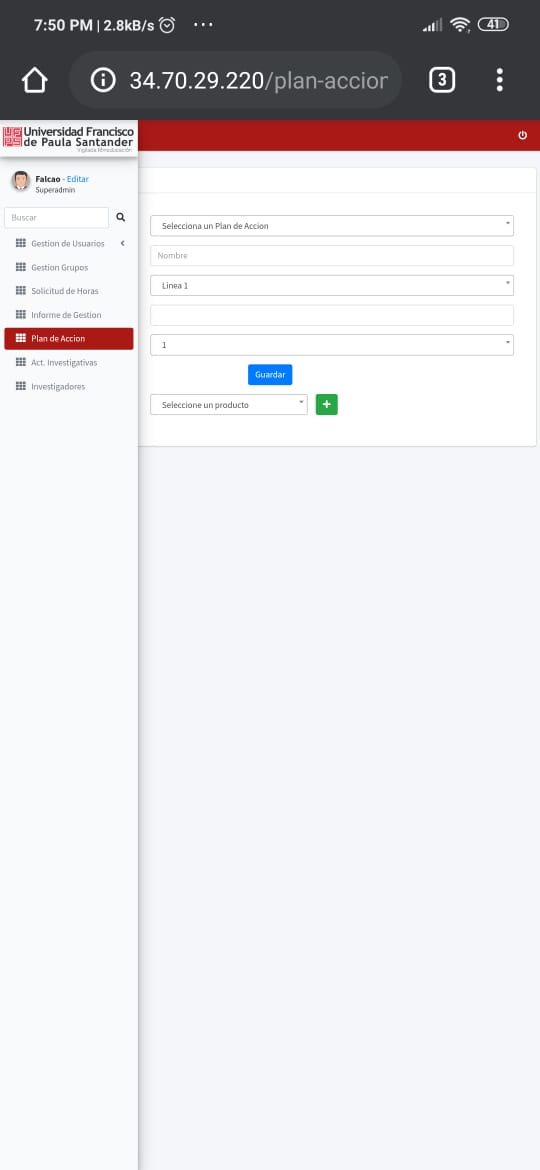 7:50 PM | 2.8kB/s ...
41
34.70.29.220/plan-accior
3
Universidad Francisco
de Paula Santander
Vigilada Mineducación
Falcao - Editar
Superadmin
Buscar
Gestion de Usuarios
Gestion Grupos
Solicitud de Horas
Informe de Gestion
Plan de Accion
Act. Investigativas
Investigadores
Selecciona un Plan de Accion
Nombre
Linea 1
1
Guardar
Seleccione un producto
+